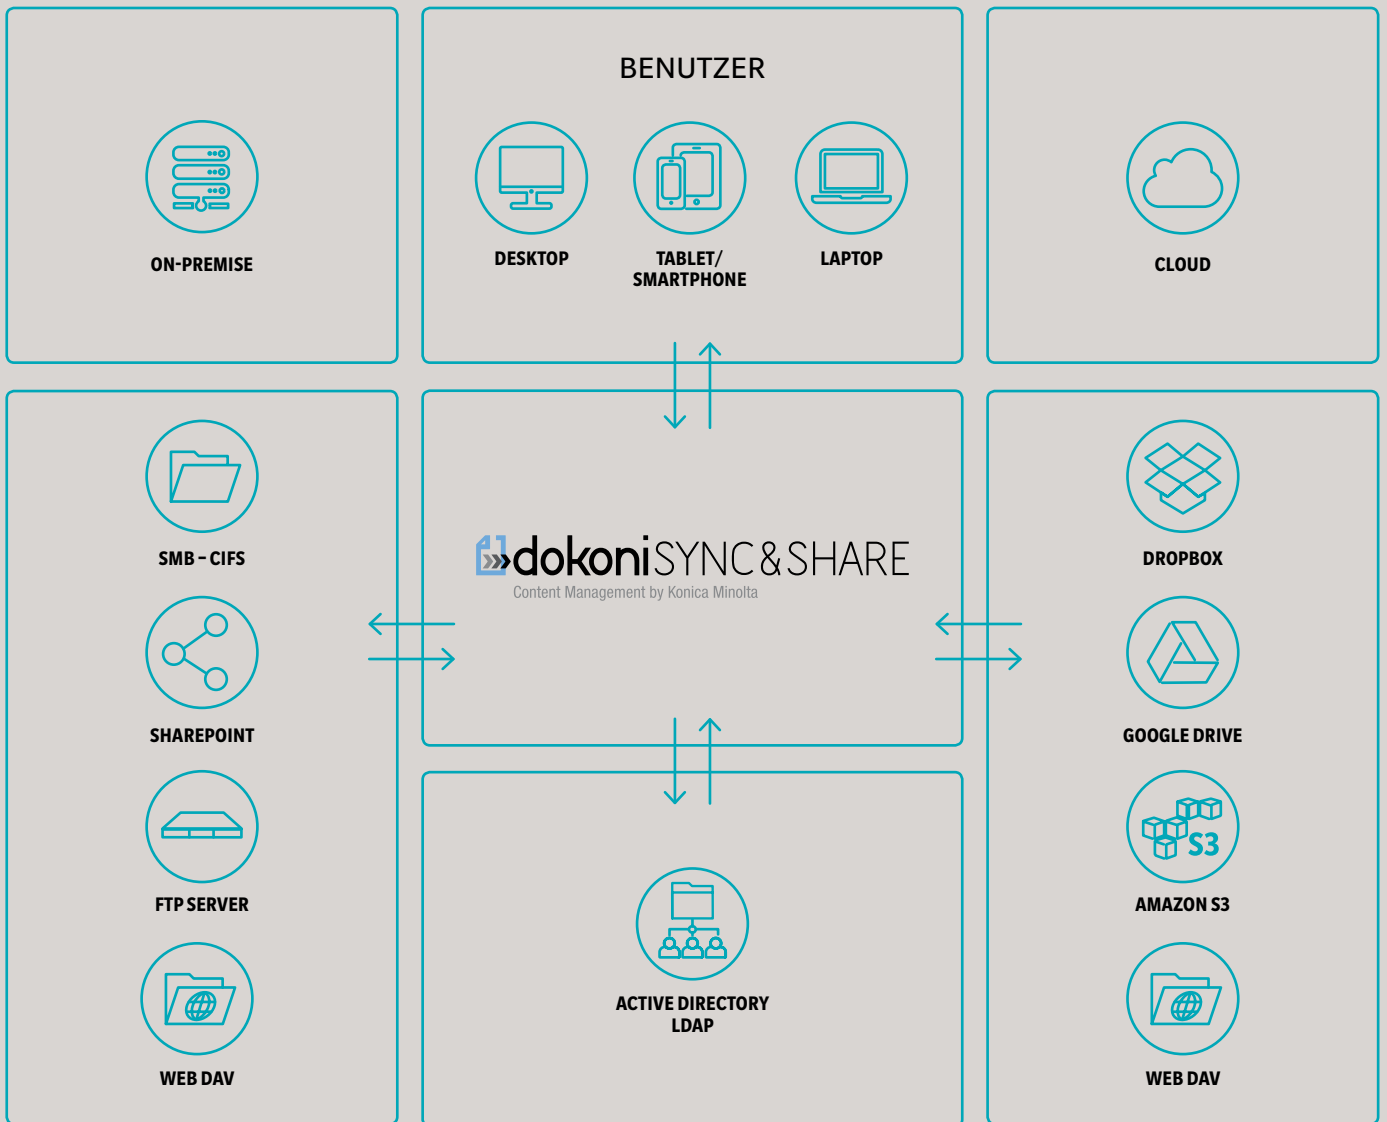 BENUTZER
ON-PREMISE
DESKTOP
TABLET/
SMARTPHONE
LAPTOP
CLOUD
SMB – CIFS
SHAREPOINT
FTP SERVER
WEB DAV
dokoni SYNC & SHARE
Content Management by Konica Minolta
ACTIVE DIRECTORY
LDAP
DROPBOX
GOOGLE DRIVE
S3
AMAZON S3
WEB DAV